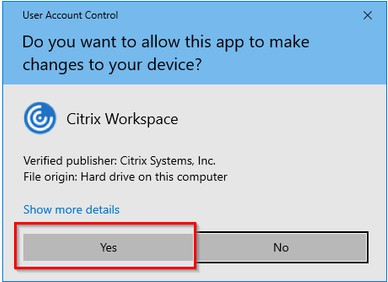 User Account Control
Do you want to allow this app to make
changes to your device?
Citrix Workspace
Verified publisher: Citrix Systems, Inc.
File origin: Hard drive on this computer
Show more details
Yes
No